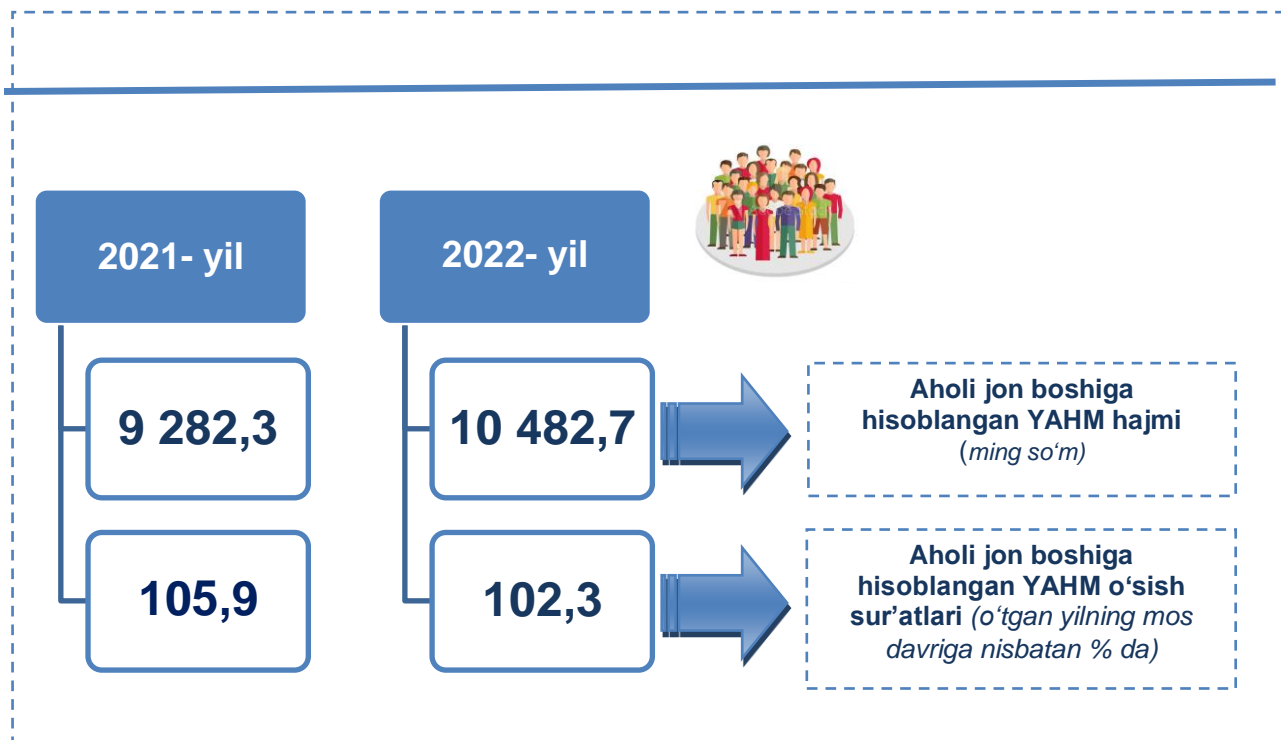 2021- yil
2022- yil
9 282,3
10 482,7
Aholi jon boshiga
hisoblangan YAHM hajmi
(ming so‘m)
105,9
102,3
Aholi jon boshiga
hisoblangan YAHM o‘sish
sur’atlari (o‘tgan yilning mos
davriga nisbatan % da)